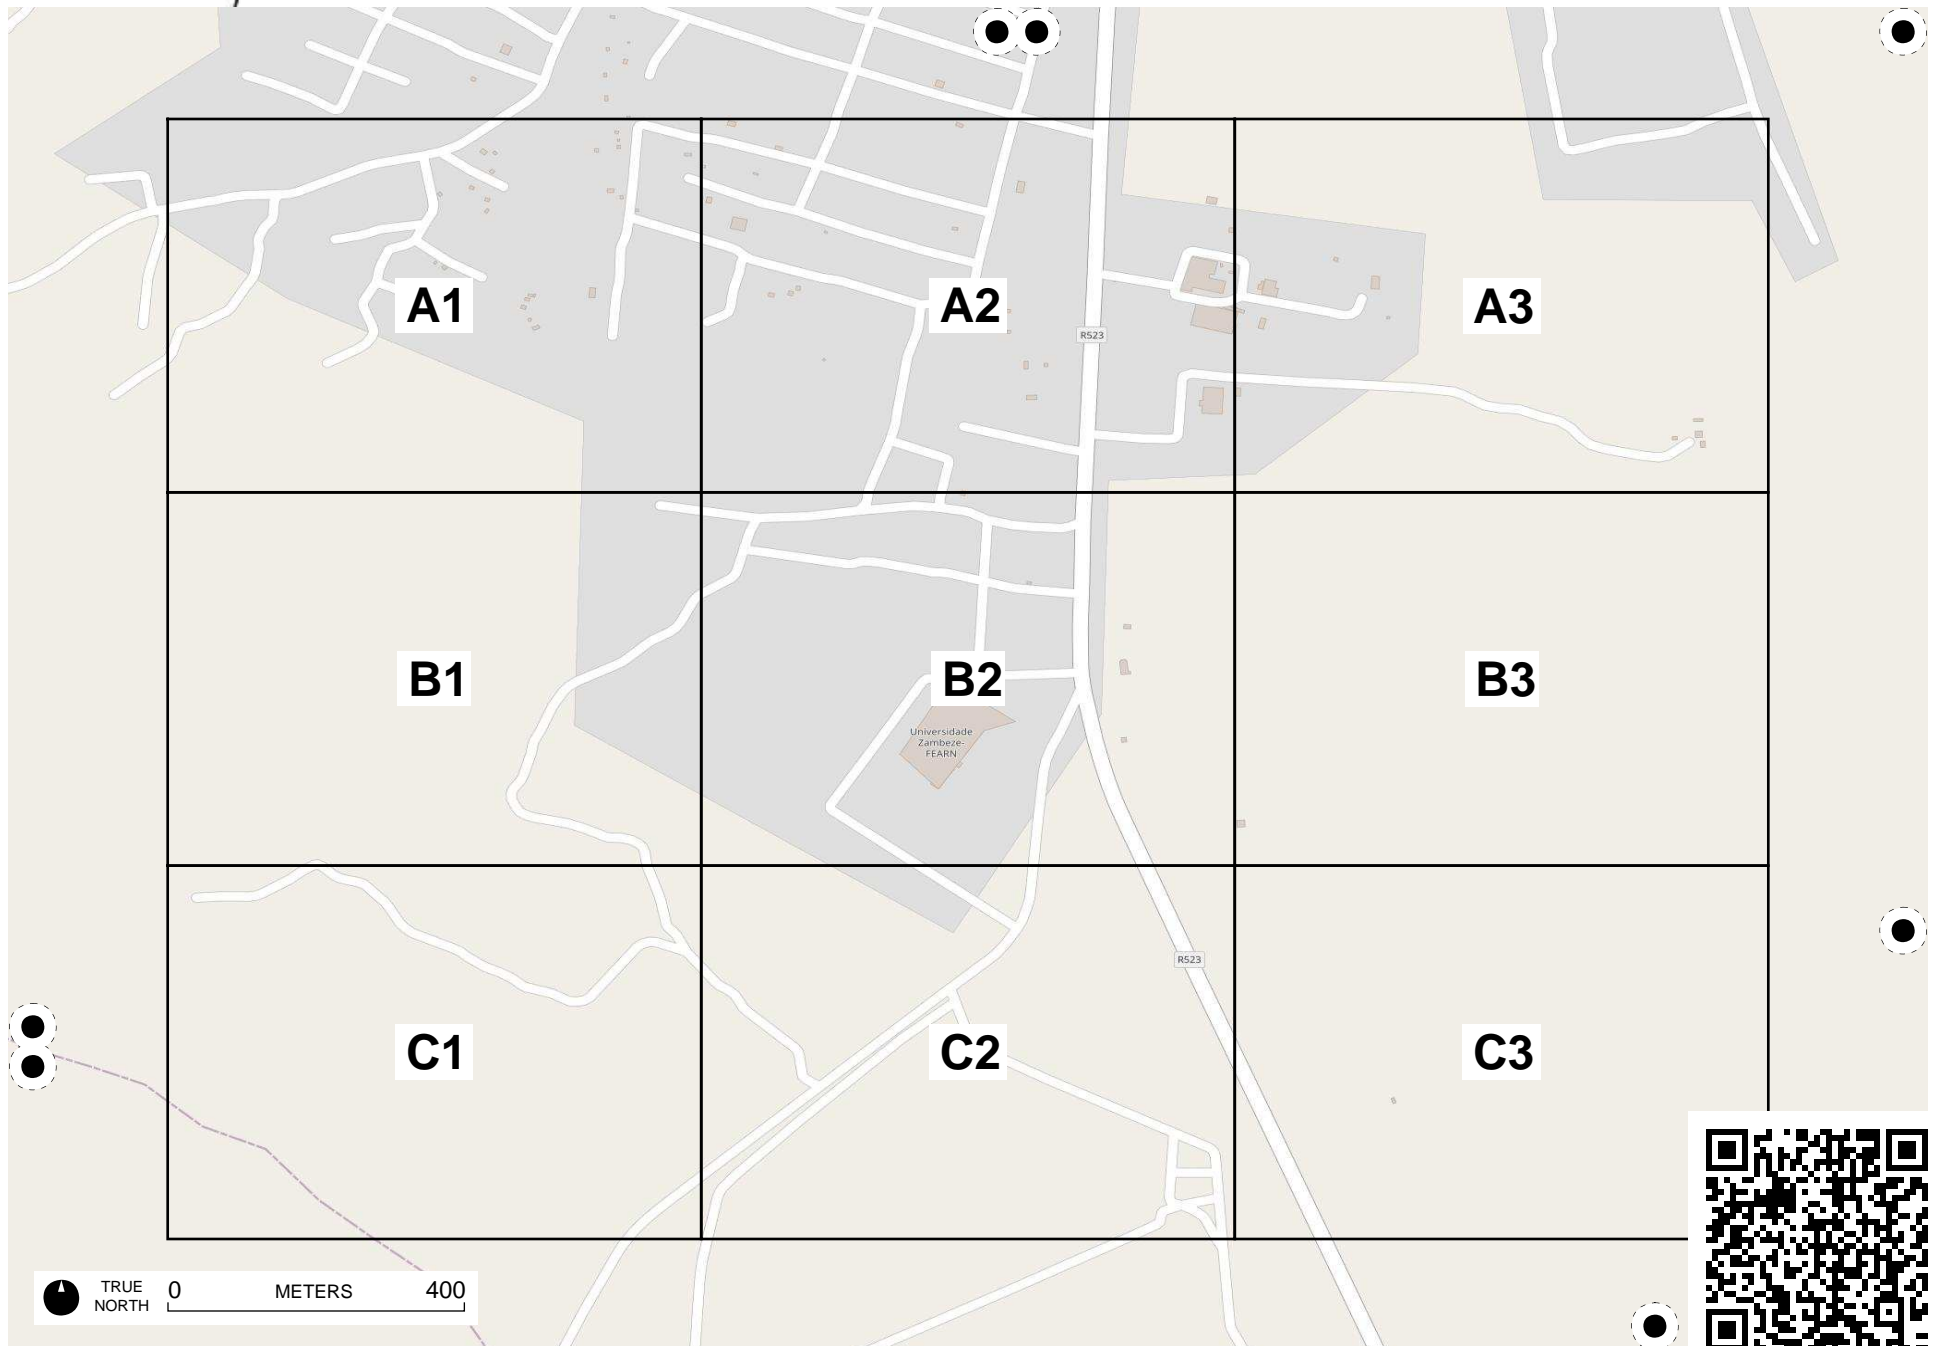 A1
A2
A3
R523
B1
B2
B3
Universidade
Zambeze-
FEARN
R523
C1
C2
C3
TRUE
NORTH
0 METERS 400